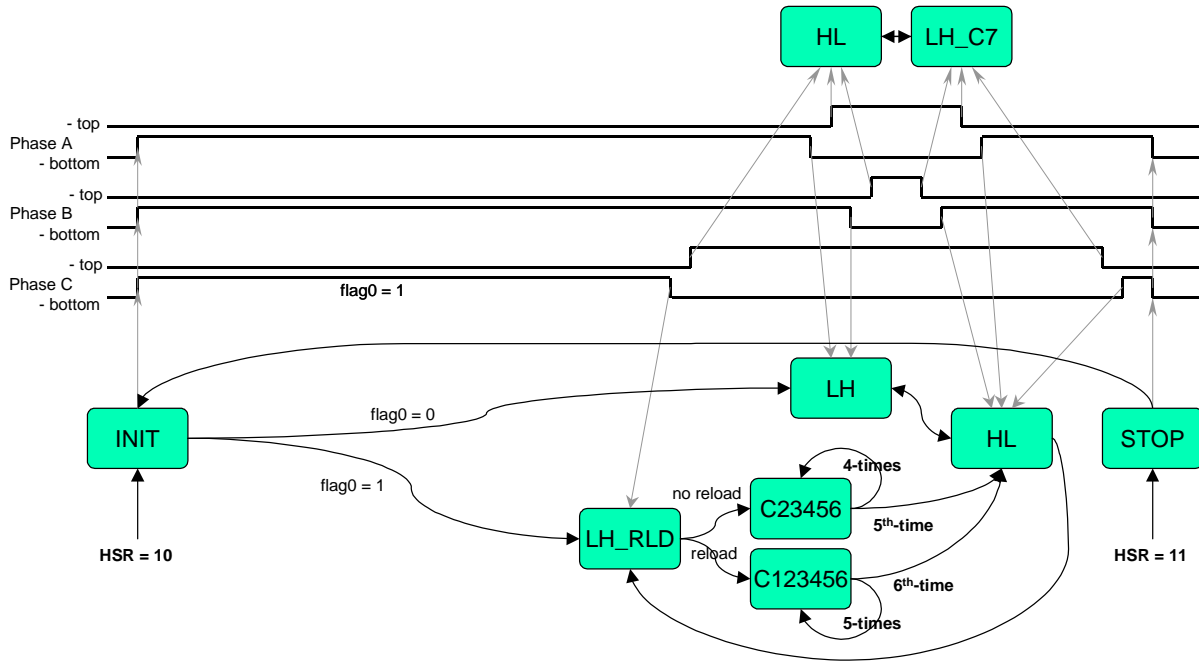 HL
LH_C7
- top
Phase A
- bottom
- top
Phase B
- bottom
- top
Phase C
- bottom
flag0 = 1
LH
flag0 = 0
INIT
HL
STOP
4-times
flag0 = 1
no reload
C23456
5th-time
LH_RLD
reload
HSR = 10
HSR = 11
C123456
6th-time
5-times